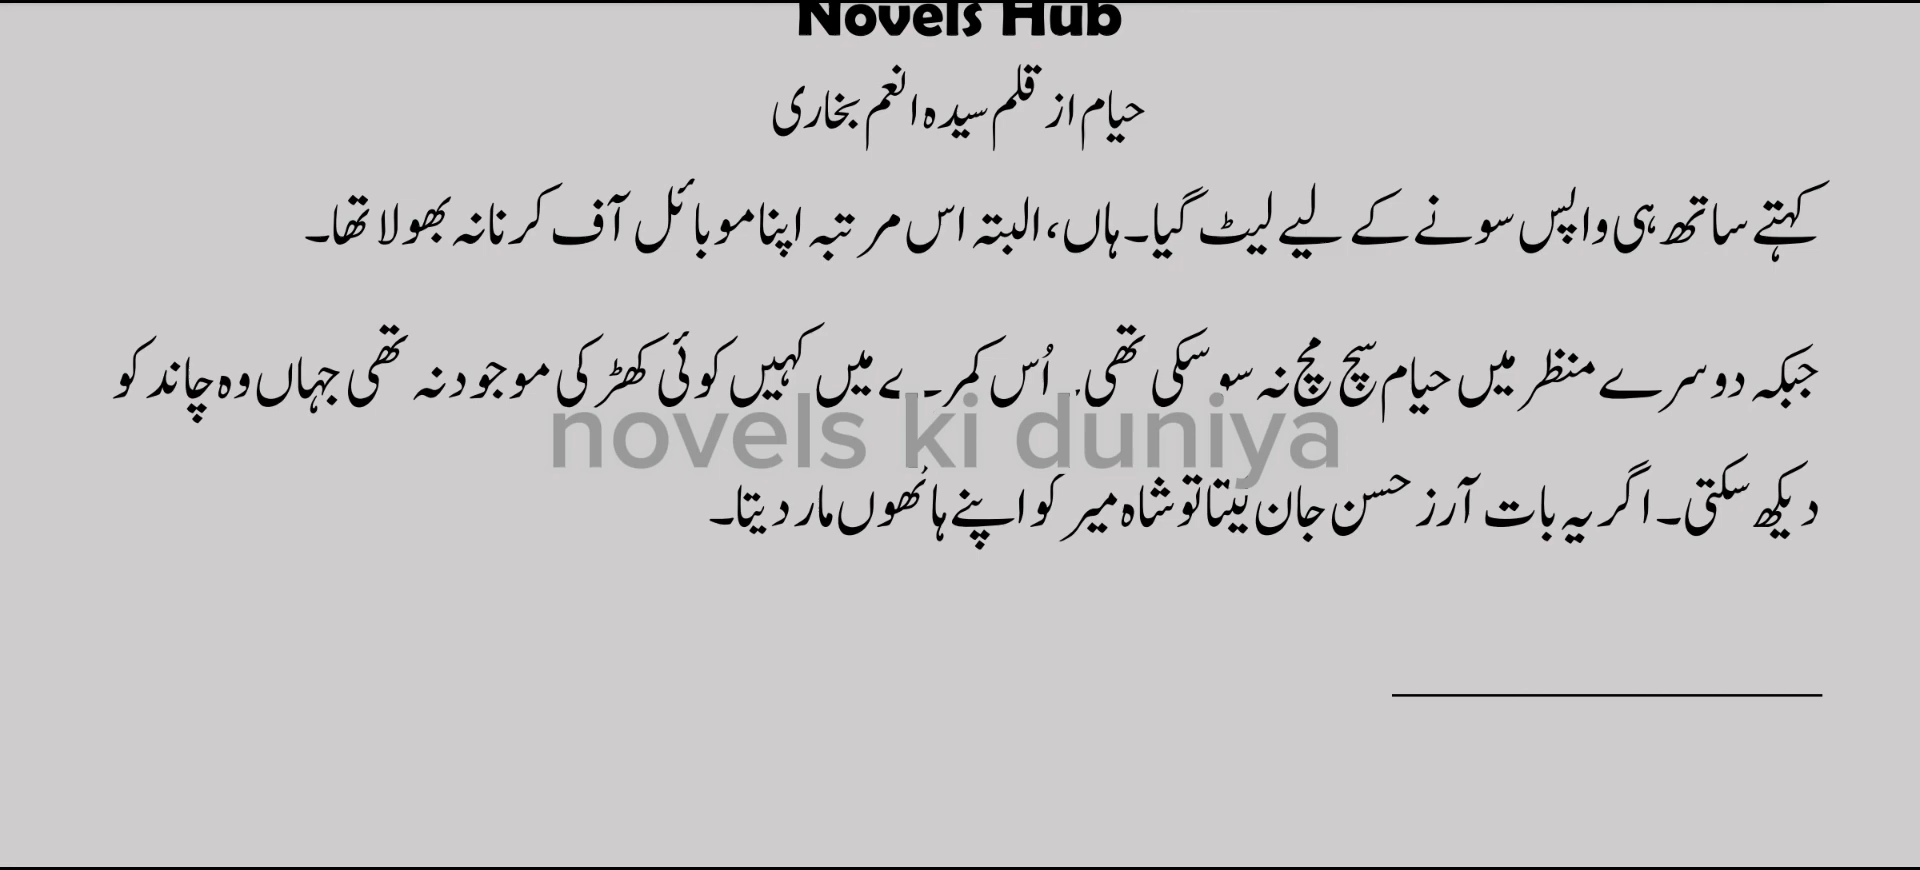 Novels Hub
حیام از قلم سیدہ انعم بخاری
کہتے ساتھ ہی واپس سونے کے لیے لیٹ گیا۔ ہاں، البتہ اس مرتبہ اپنا موبائل آف کرنا نہ بھولا تھا۔
جبکہ دوسرے منظر میں حیام سچ مچ نہ سو سکی تھی۔ اُس کمرے میں کہیں کوئی کھڑکی موجود نہ تھی جہاں وہ چاند کو
novels ki duniya
دیکھ سکتی۔ اگر یہ بات آرز حسن جان لیتا تو شاہ میر کو اپنے ہاتھوں مار دیتا۔